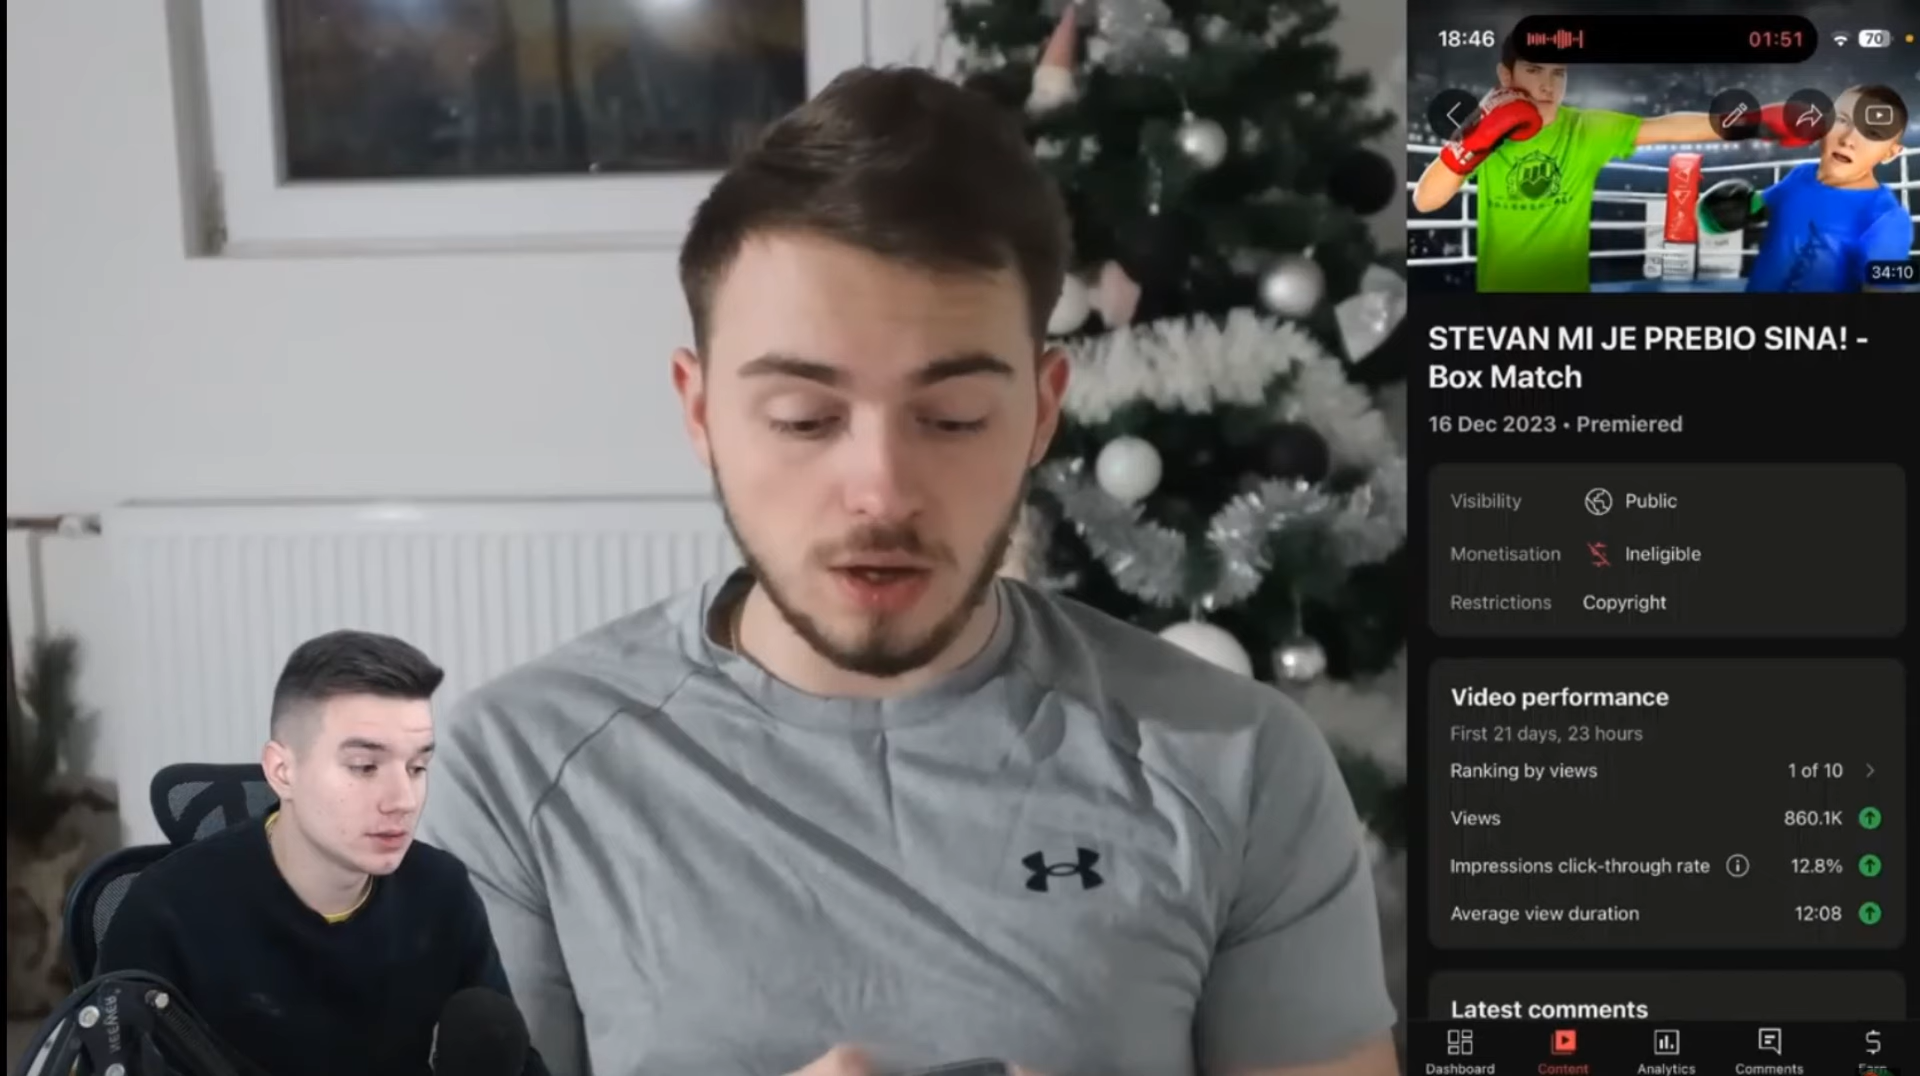 18:46
01:51
70
34:10
STEVAN MI JE PREBIO SINA! -
Box Match
16 Dec 2023 • Premiered
Visibility Public
Monetisation Ineligible
Restrictions Copyright
Video performance
First 21 days, 23 hours
Ranking by views 1 of 10
Views 860.1K
Impressions click-through rate 12.8%
Average view duration 12:08
Latest comments
Dashboard Content Analytics Comments Earn
NEEWER